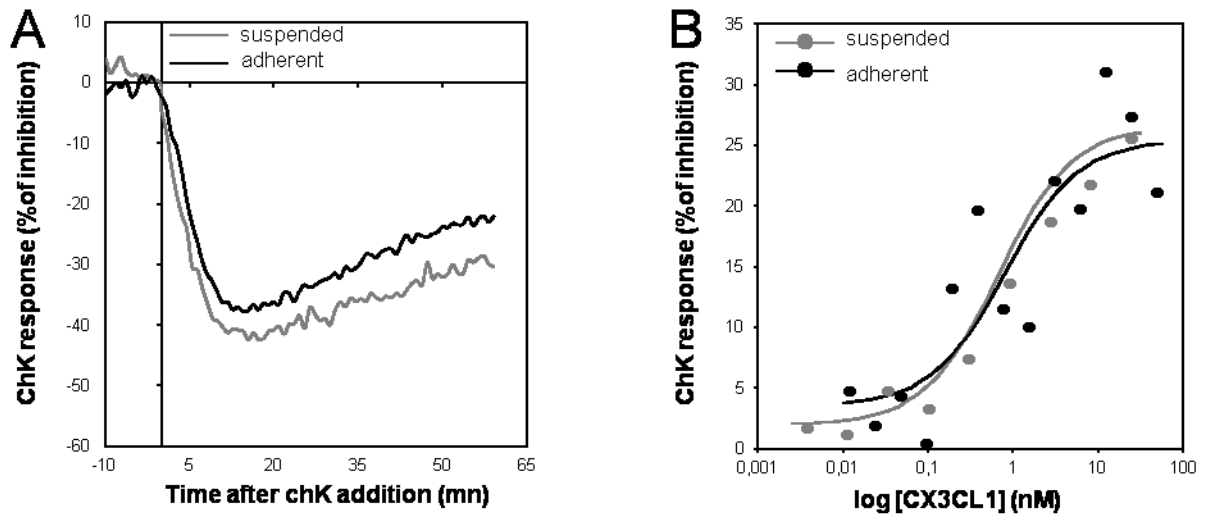 A
ChK response (% of inhibition)
10
0
-10
-20
-30
-40
-50
-60
-10 5 20 35 50 65
Time after chK addition (mn)
suspended
adherent
B
ChK response (% of inhibition)
35
30
25
20
15
10
5
0
0,001 0,01 0,1 1 10 100
log [CX3CL1] (nM)
suspended
adherent